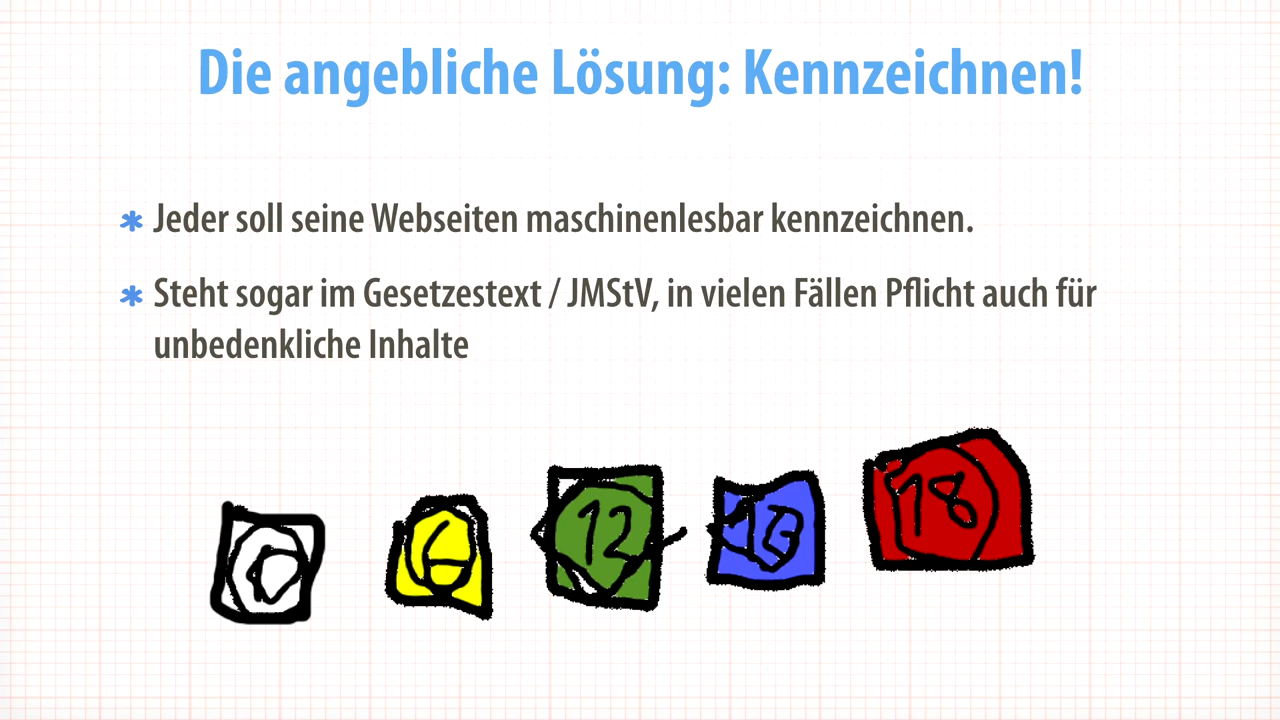 Die angebliche Lösung: Kennzeichnen!
* Jeder soll seine Webseiten maschinenlesbar kennzeichnen.
* Steht sogar im Gesetzestext / JMStV, in vielen Fällen Pflicht auch für
unbedenkliche Inhalte
0 6 12 16 18